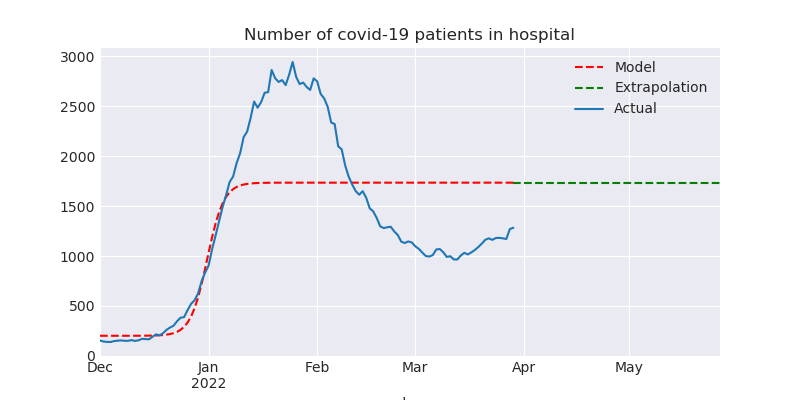 Number of covid-19 patients in hospital
3000
2500
2000
1500
1000
500
0
Model
Extrapolation
Actual
Dec
Jan
Feb
Mar
Apr
May
2022